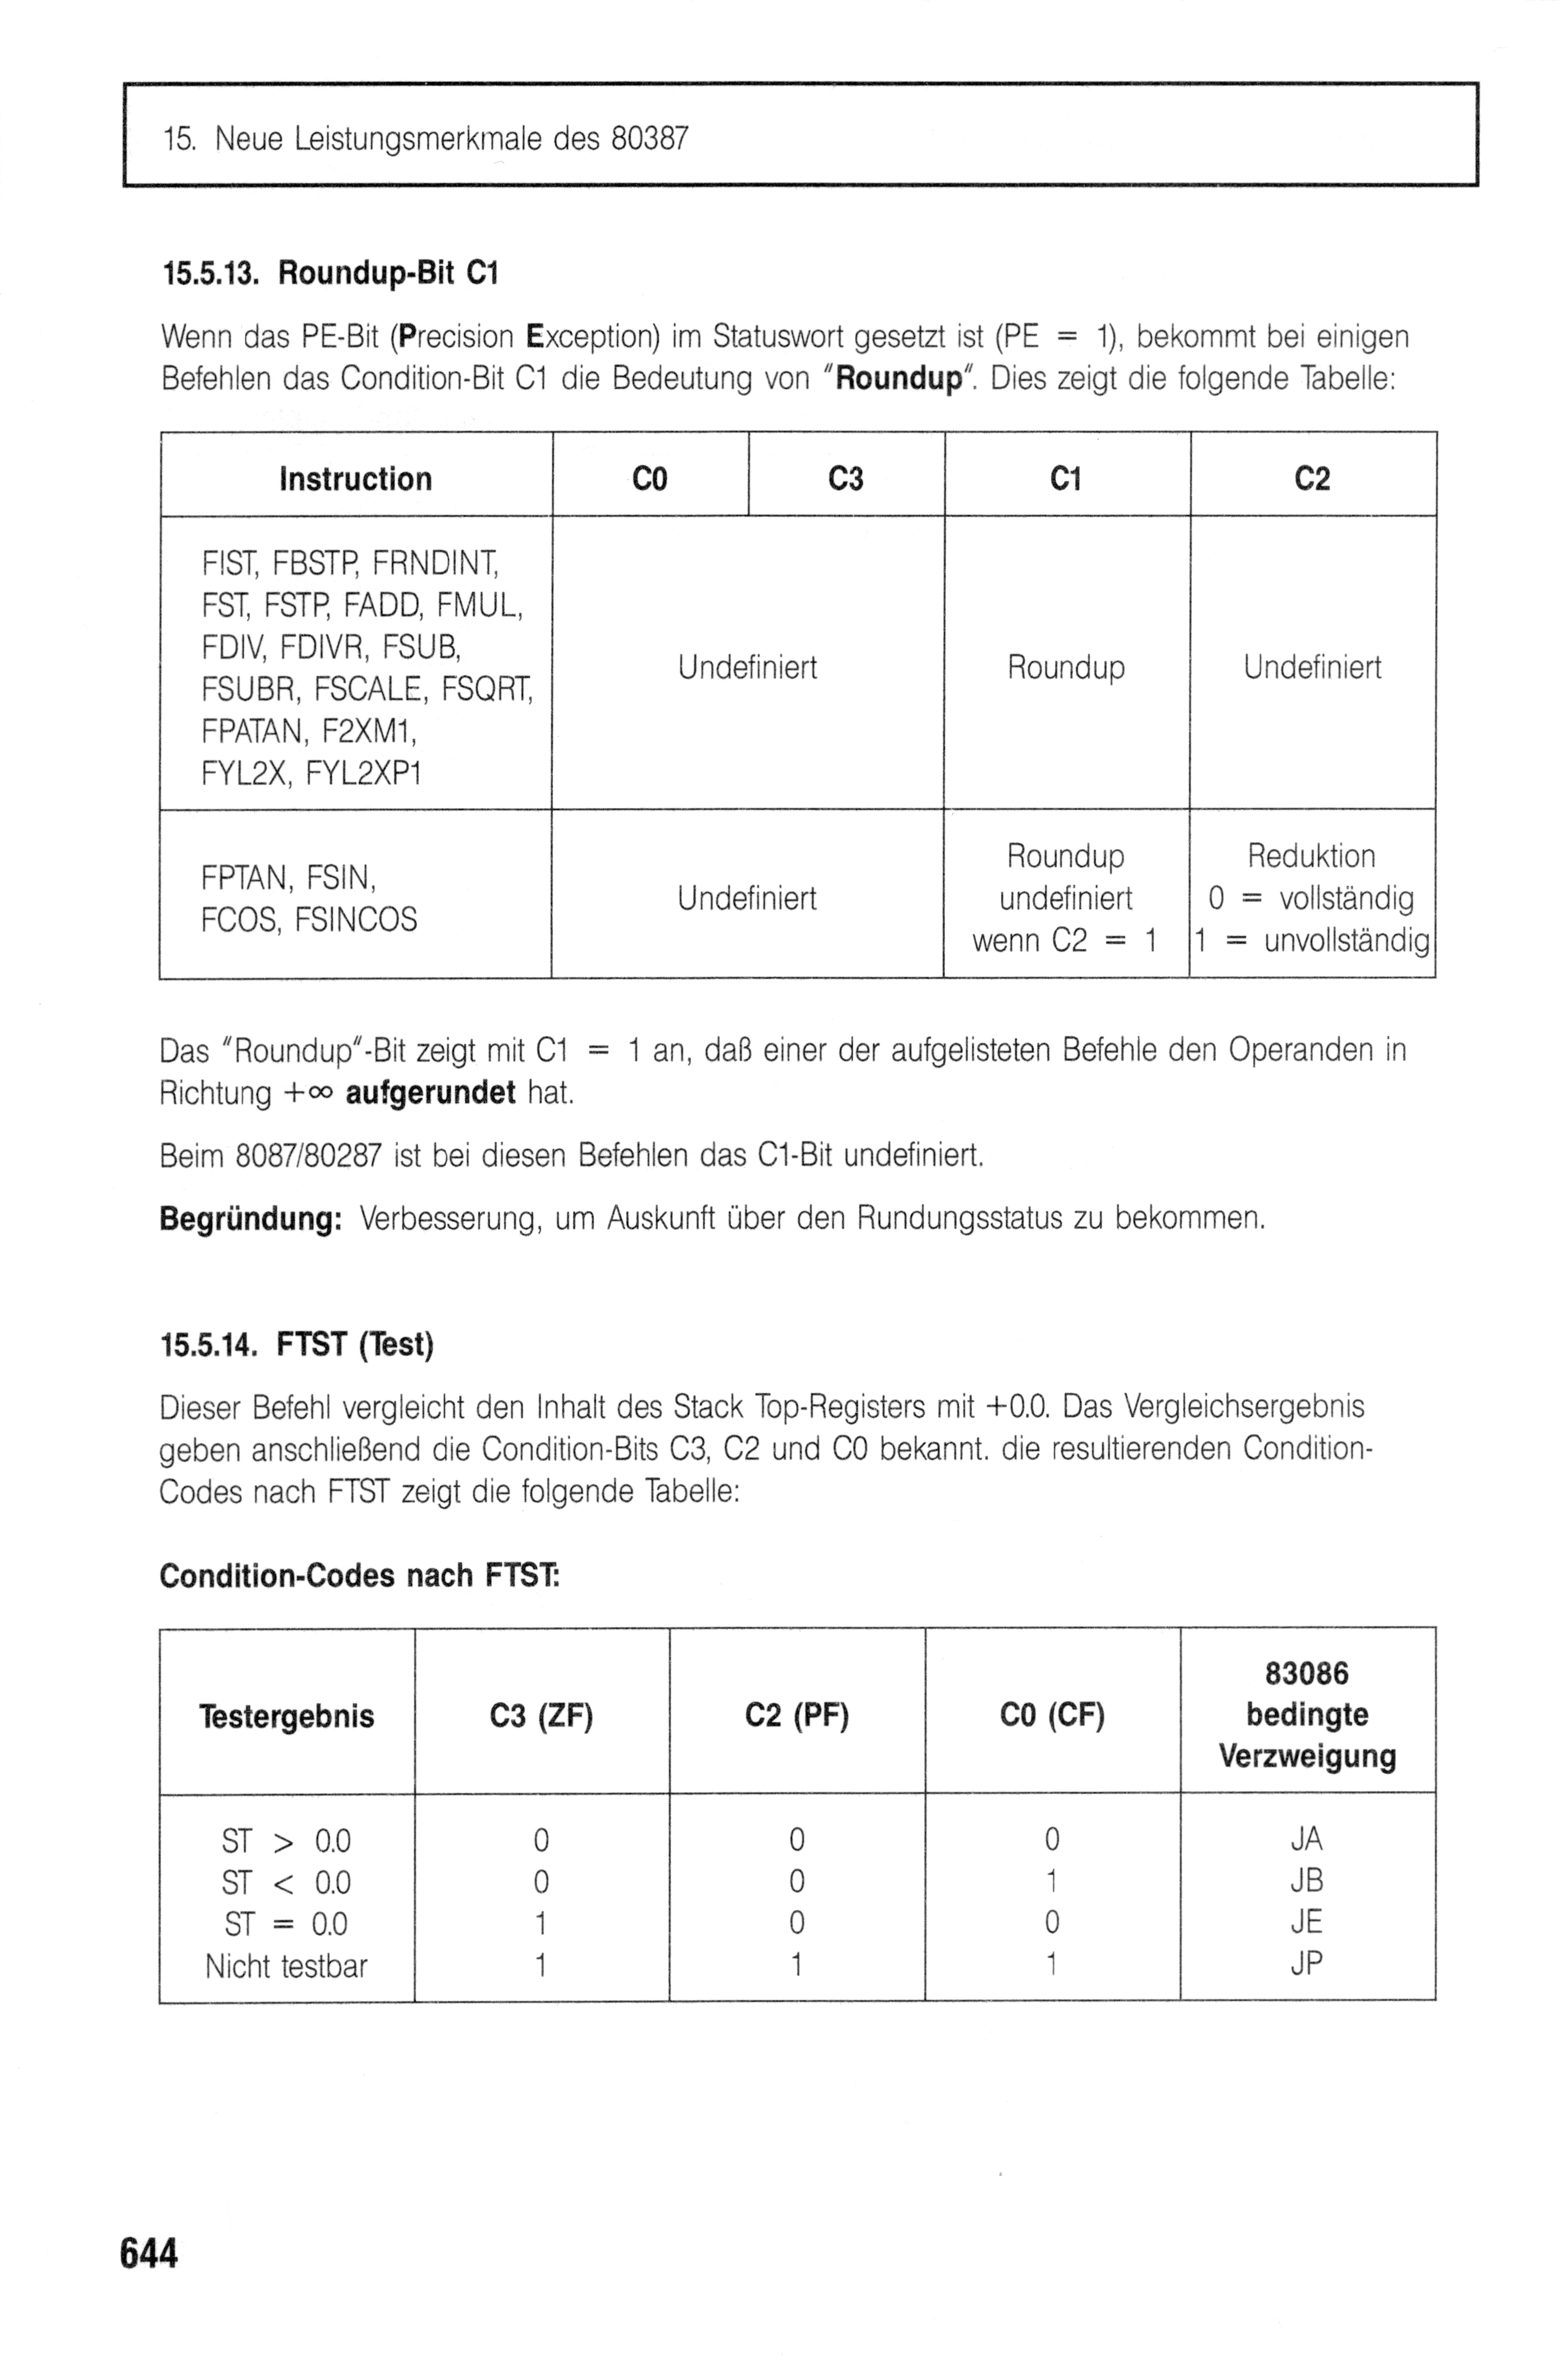 15. Neue Leistungsmerkmale des 80387
15.5.13. Roundup-Bit C1
Wenn das PE-Bit (Precision Exception) im Statuswort gesetzt ist (PE = 1), bekommt bei einigen
Befehlen das Condition-Bit C1 die Bedeutung von "Roundup". Dies zeigt die folgende Tabelle:
Instruction C0 C3 C1 C2
FIST, FBSTP, FRNDINT,
FST, FSTP, FADD, FMUL,
FDIV, FDIVR, FSUB,
FSUBR, FSCALE, FSQRT,
FPATAN, F2XM1,
FYL2X, FYL2XP1
Undefiniert Roundup Undefiniert
FPTAN, FSIN,
FCOS, FSINCOS
Undefiniert
Roundup
undefiniert
wenn C2 = 1
Reduktion
0 = vollständig
1 = unvollständig
Das "Roundup"-Bit zeigt mit C1 = 1 an, daß einer der aufgelisteten Befehle den Operanden in
Richtung +∞ aufgerundet hat.
Beim 8087/80287 ist bei diesen Befehlen das C1-Bit undefiniert.
Begründung: Verbesserung, um Auskunft über den Rundungsstatus zu bekommen.
15.5.14. FTST (Test)
Dieser Befehl vergleicht den Inhalt des Stack Top-Registers mit +0.0. Das Vergleichsergebnis
geben anschließend die Condition-Bits C3, C2 und C0 bekannt. die resultierenden Condition-
Codes nach FTST zeigt die folgende Tabelle:
Condition-Codes nach FTST:
Testergebnis C3 (ZF) C2 (PF) C0 (CF)
83086
bedingte
Verzweigung
ST > 0.0 0 0 0 JA
ST < 0.0 0 0 1 JB
ST = 0.0 1 0 0 JE
Nicht testbar 1 1 1 JP
644